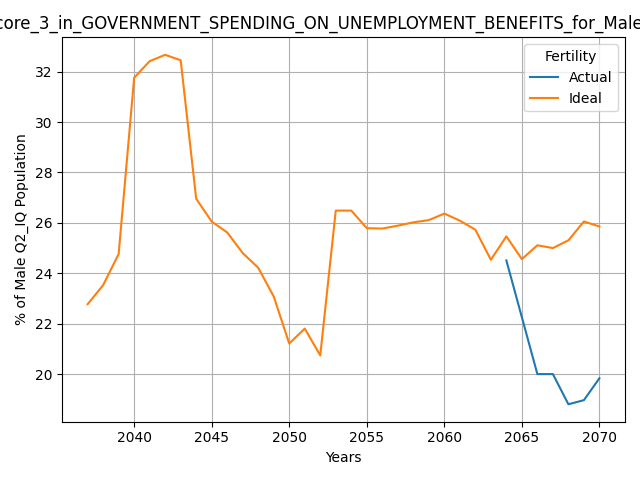 core_3_in_GOVERNMENT_SPENDING_ON_UNEMPLOYMENT_BENEFITS_for_Male
Fertility
Actual
Ideal
% of Male Q2_IQ Population
32
30
28
26
24
22
20
2040 2045 2050 2055 2060 2065 2070
Years